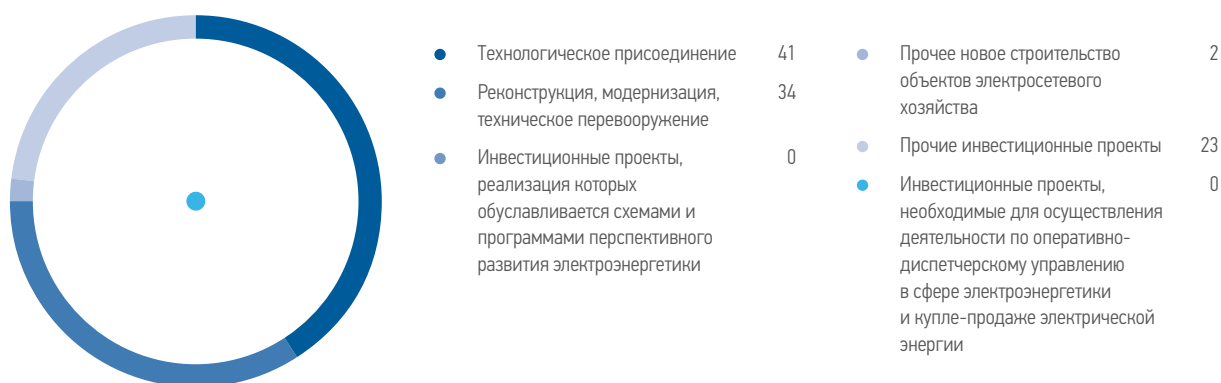 Технологическое присоединение 41
Реконструкция, модернизация, 34
техническое перевооружение
Инвестиционные проекты, 0
реализация которых
обуславливается схемами и
программами перспективного
развития электроэнергетики
Прочее новое строительство 2
объектов электросетевого
хозяйства
Прочие инвестиционные проекты 23
Инвестиционные проекты, 0
необходимые для осуществления
деятельности по оперативно-
диспетчерскому управлению
в сфере электроэнергетики
и купле-продаже электрической
энергии